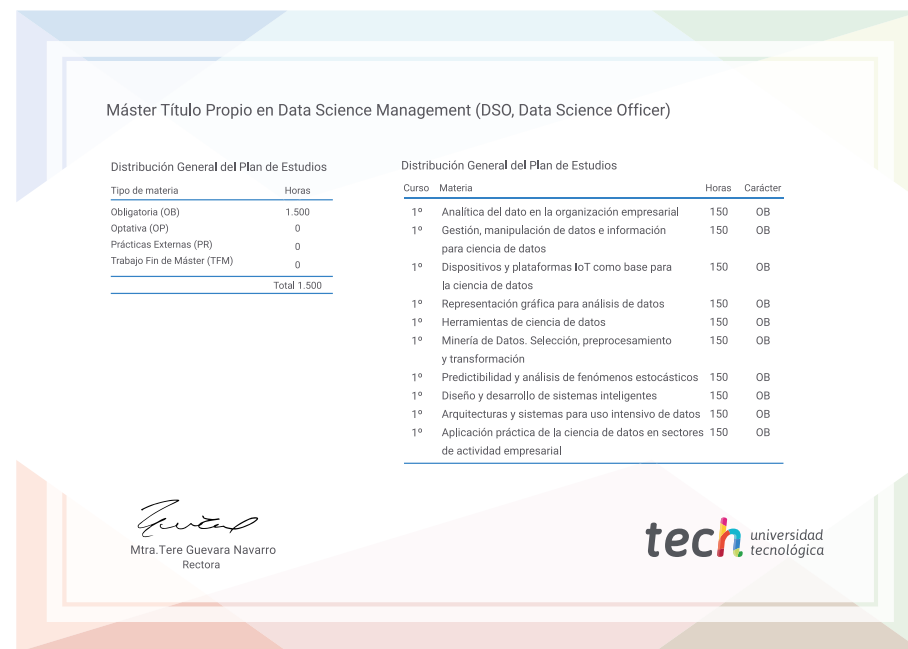 Máster Título Propio en Data Science Management (DSO, Data Science Officer)
Distribución General del Plan de Estudios
Tipo de materia Horas
Obligatoria (OB) 1.500
Optativa (OP) 0
Prácticas Externas (PR) 0
Trabajo Fin de Máster (TFM) 0
Total 1.500
Distribución General del Plan de Estudios
Curso Materia Horas Carácter
1º Analítica del dato en la organización empresarial 150 OB
1º Gestión, manipulación de datos e información 150 OB
para ciencia de datos
1º Dispositivos y plataformas IoT como base para 150 OB
la ciencia de datos
1º Representación gráfica para análisis de datos 150 OB
1º Herramientas de ciencia de datos 150 OB
1º Minería de Datos. Selección, preprocesamiento 150 OB
y transformación
1º Predictibilidad y análisis de fenómenos estocásticos 150 OB
1º Diseño y desarrollo de sistemas inteligentes 150 OB
1º Arquitecturas y sistemas para uso intensivo de datos 150 OB
1º Aplicación práctica de la ciencia de datos en sectores 150 OB
de actividad empresarial
Mtra.Tere Guevara Navarro
Rectora
tech universidad
tecnológica